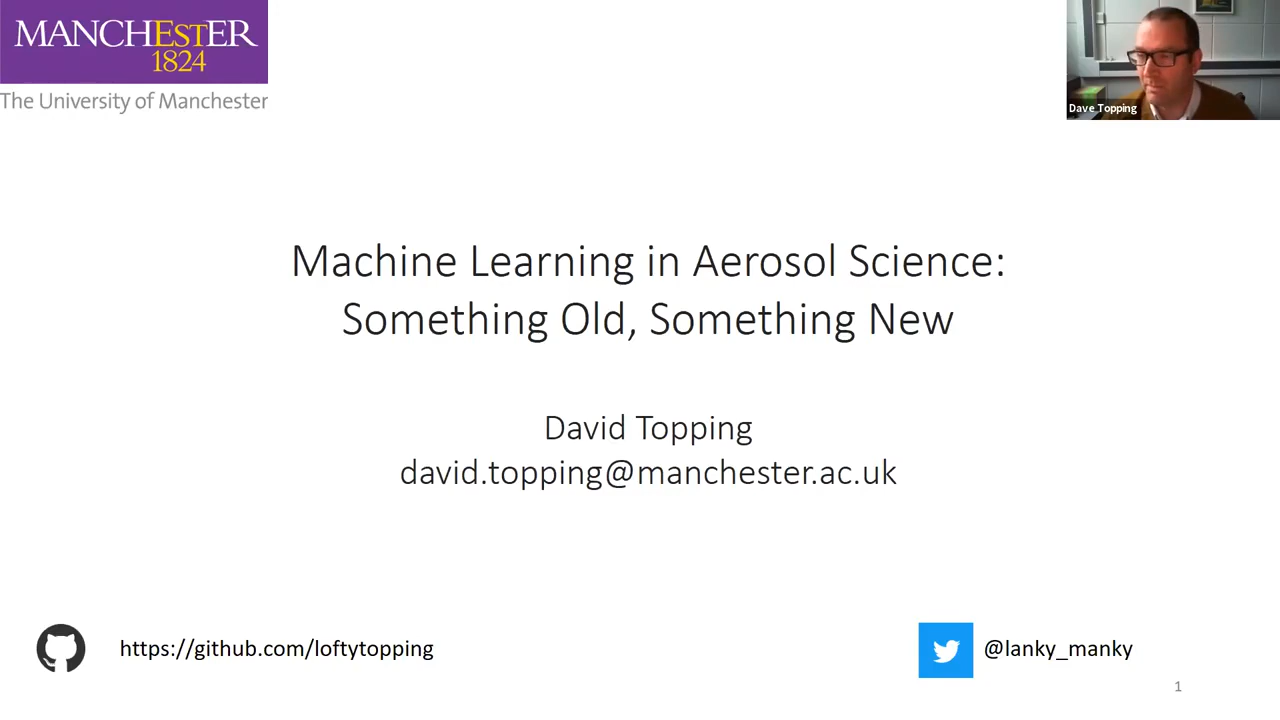 MANCHESTER
1824
The University of Manchester
Dave Topping
Machine Learning in Aerosol Science:
Something Old, Something New
David Topping
david.topping@manchester.ac.uk
https://github.com/loftytopping
@lanky_manky
1